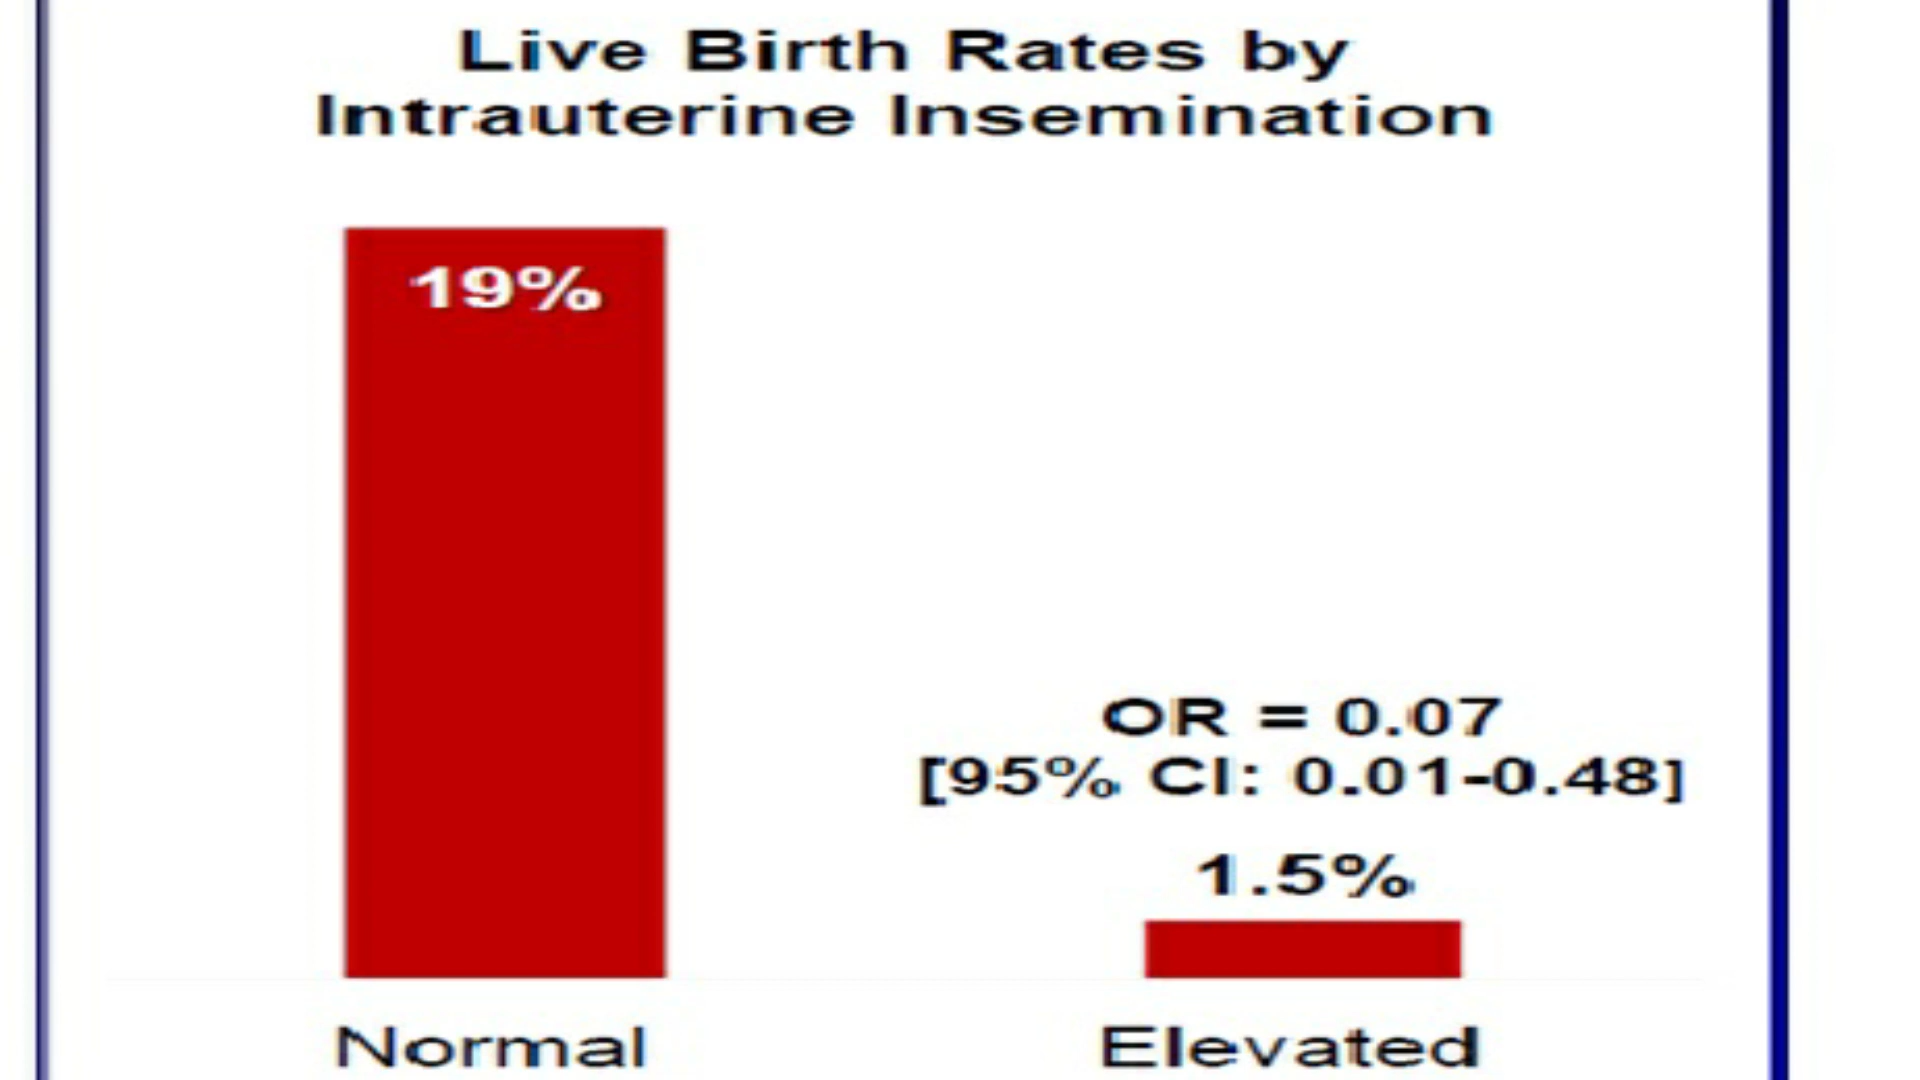 Live Birth Rates by
Intrauterine Insemination
19%
OR = 0.07
[95% CI: 0.01-0.48]
1.5%
Normal
Elevated